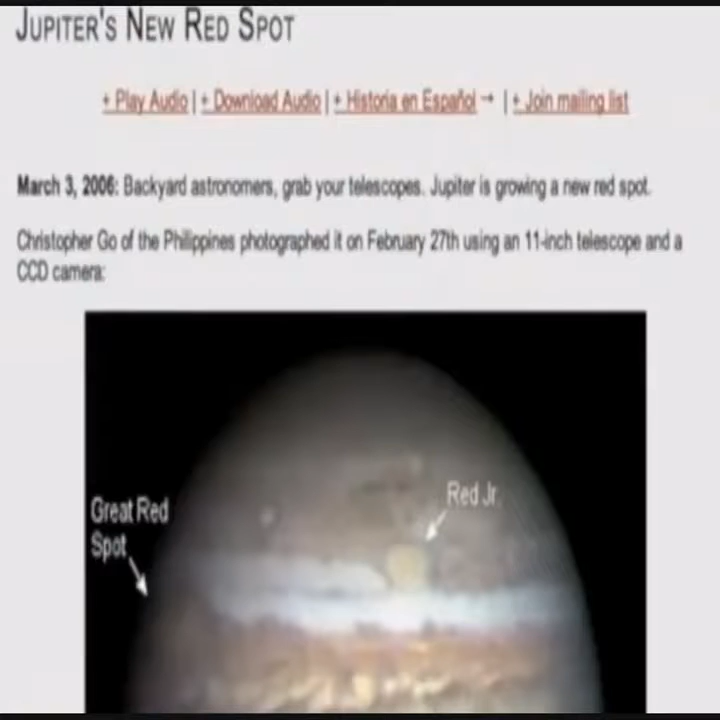 JUPITER'S NEW RED SPOT
+ Play Audio | + Download Audio | + Historia en Español → | + Join mailing list
March 3, 2006: Backyard astronomers, grab your telescopes. Jupiter is growing a new red spot.
Christopher Go of the Philippines photographed it on February 27th using an 11-inch telescope and a
CCD camera:
Great Red
Spot
Red Jr.